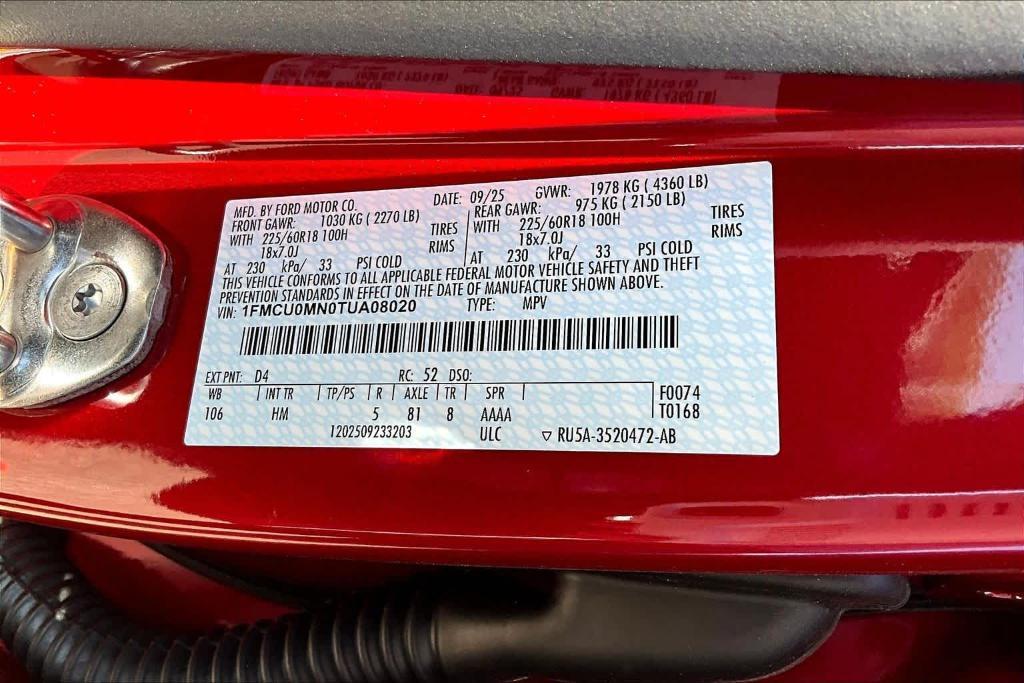 MFD. BY FORD MOTOR CO. DATE: 09/25 GVWR: 1978 KG ( 4360 LB)
FRONT GAWR: 1030 KG ( 2270 LB) REAR GAWR: 975 KG ( 2150 LB)
WITH 225/60R18 100H TIRES WITH 225/60R18 100H TIRES
18x7.0J RIMS 18x7.0J RIMS
AT 230 kPa/ 33 PSI COLD AT 230 kPa/ 33 PSI COLD
THIS VEHICLE CONFORMS TO ALL APPLICABLE FEDERAL MOTOR VEHICLE SAFETY AND THEFT
PREVENTION STANDARDS IN EFFECT ON THE DATE OF MANUFACTURE SHOWN ABOVE.
VIN: 1FMCU0MN0TUA08020 TYPE: MPV
EXT PNT: D4 RC: 52 DSO:
WB INT TR TP/PS R AXLE TR SPR F0074
106 HM 5 81 8 AAAA T0168
1202509233203 ULC ▽ RU5A-3520472-AB